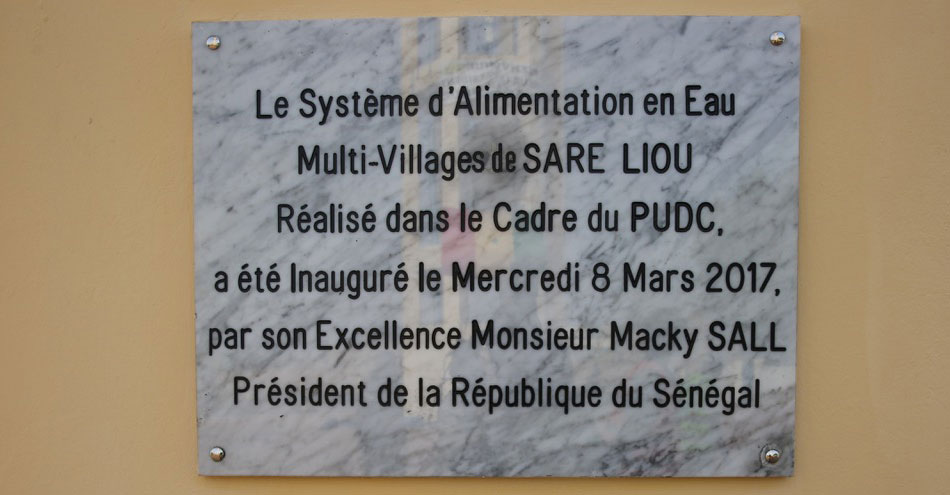 Le Système d'Alimentation en Eau
Multi-Villages de SARE LIOU
Réalisé dans le Cadre du PUDC,
a été Inauguré le Mercredi 8 Mars 2017,
par son Excellence Monsieur Macky SALL
Président de la République du Sénégal